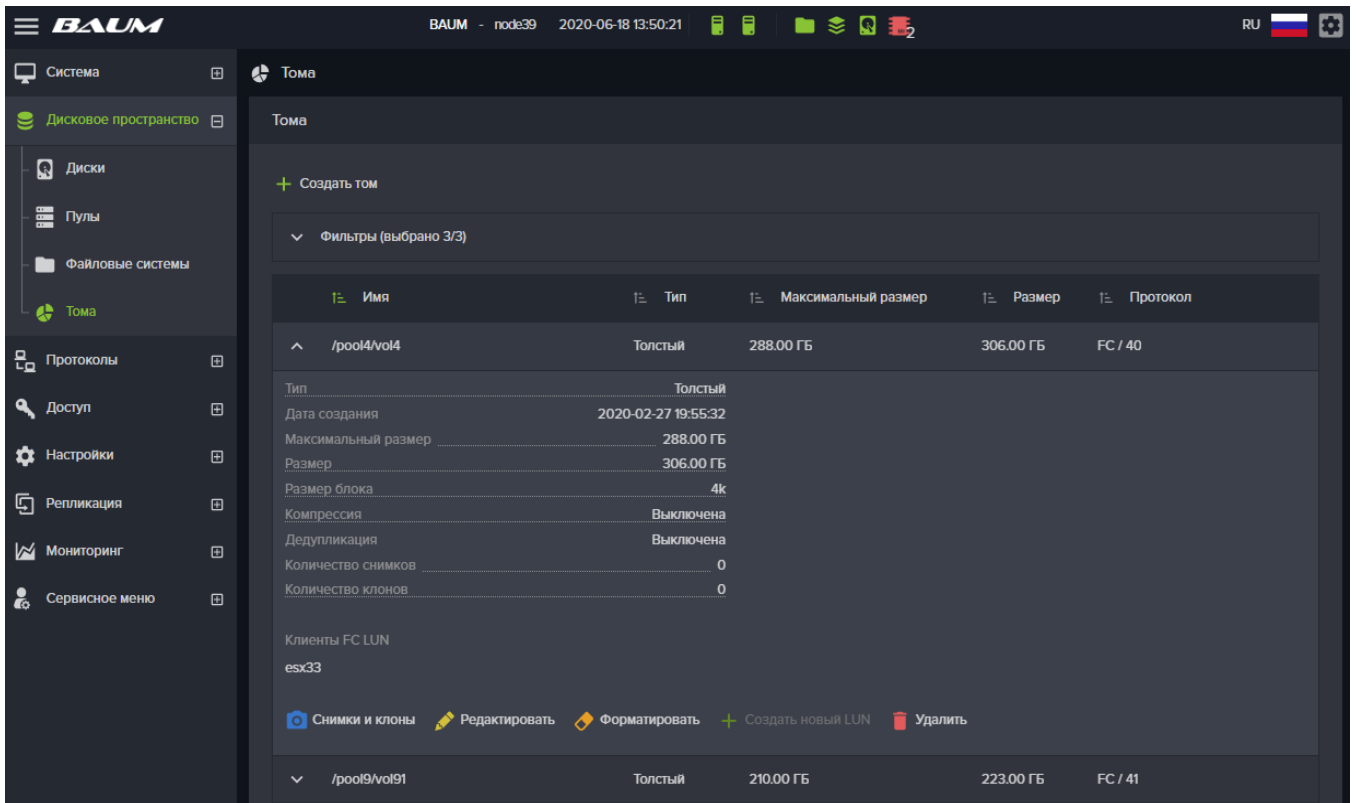 BAUM
BAUM - node39 2020-06-18 13:50:21 2 RU
Система
Дисковое пространство
Диски
Пулы
Файловые системы
Тома
Протоколы
Доступ
Настройки
Репликация
Мониторинг
Сервисное меню
Тома
Тома
Создать том
Фильтры (выбрано 3/3)
Имя Тип Максимальный размер Размер Протокол
/pool4/vol4 Толстый 288.00 ГБ 306.00 ГБ FC / 40
Тип Толстый
Дата создания 2020-02-27 19:55:32
Максимальный размер 288.00 ГБ
Размер 306.00 ГБ
Размер блока 4k
Компрессия Выключена
Дедупликация Выключена
Количество снимков 0
Количество клонов 0
Клиенты FC LUN
esx33
Снимки и клоны Редактировать Форматировать Создать новый LUN Удалить
/pool9/vol91 Толстый 210.00 ГБ 223.00 ГБ FC / 41